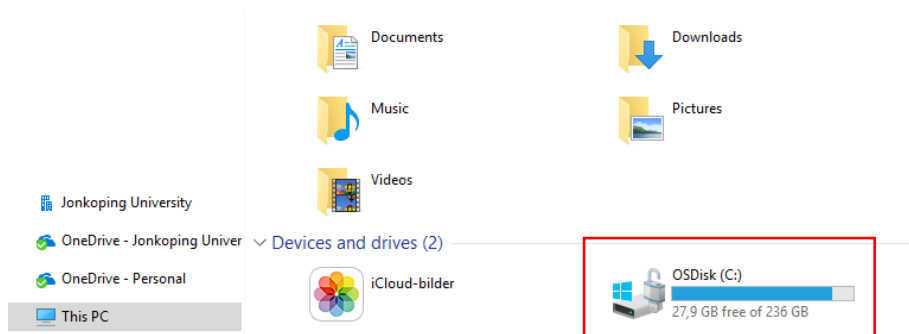 Documents
Downloads
Music
Pictures
Videos
Jonkoping University
OneDrive - Jonkoping Univer
OneDrive - Personal
This PC
Devices and drives (2)
iCloud-bilder
OSDisk (C:)
27,9 GB free of 236 GB